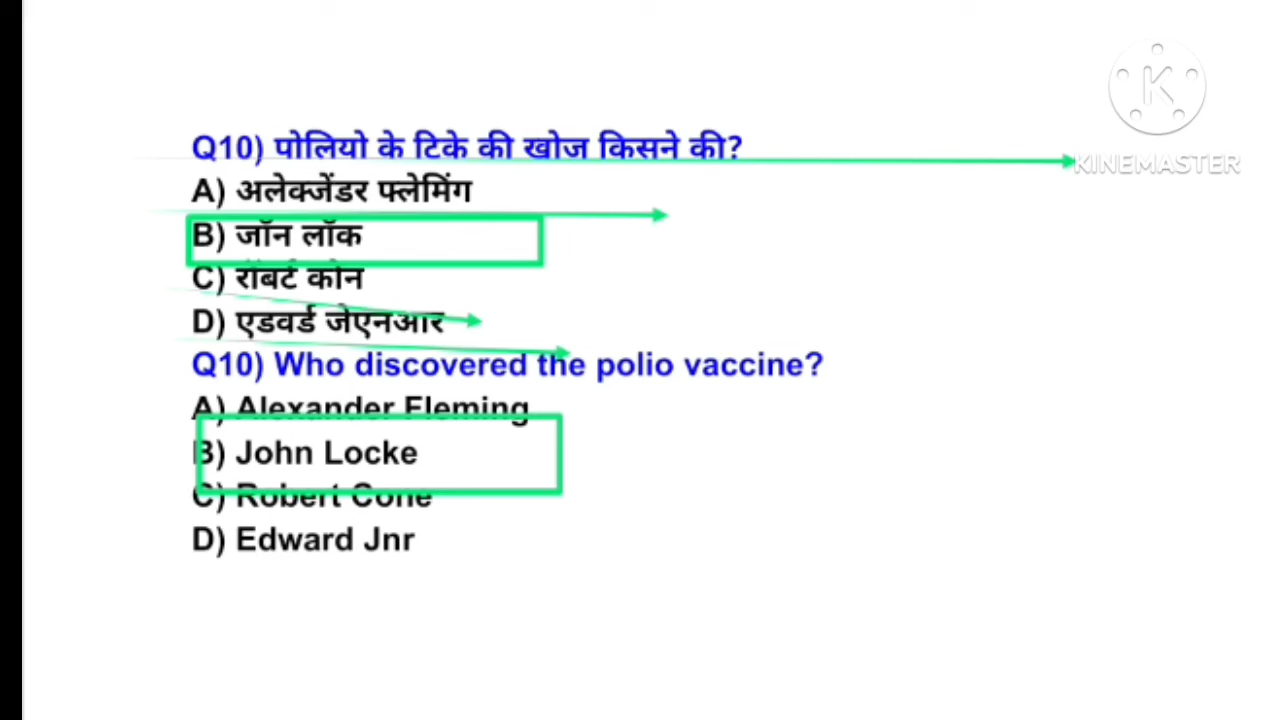 Q10) पोलियो के टिके की खोज किसने की?
KINEMASTER
A) अलेक्जेंडर फ्लेमिंग
B) जॉन लॉक
C) रॉबर्ट कोन
D) एडवर्ड जेएनआर
Q10) Who discovered the polio vaccine?
A) Alexander Fleming
B) John Locke
C) Robert Cone
D) Edward Jnr